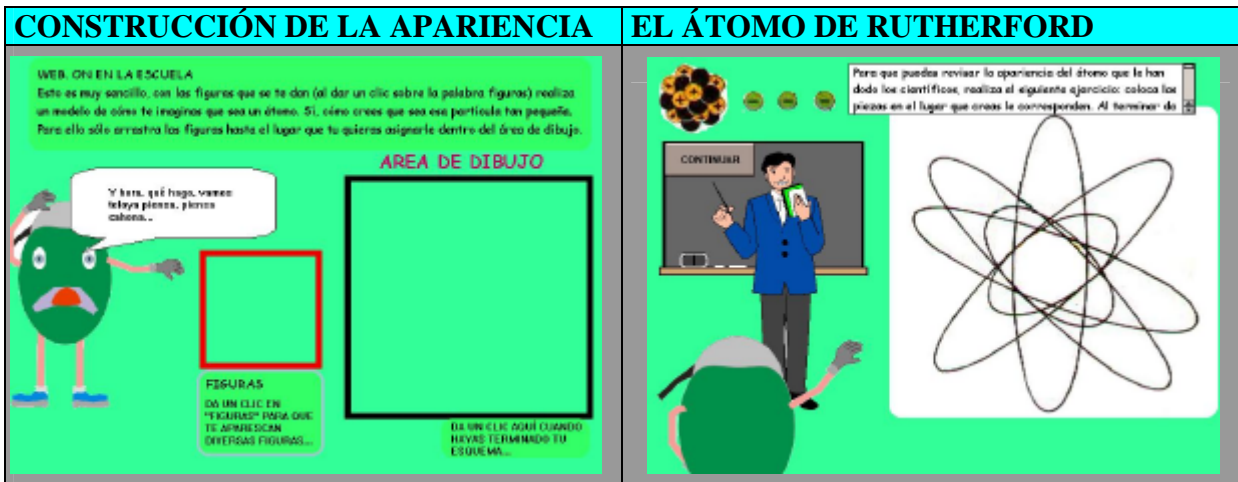 CONSTRUCCIÓN DE LA APARIENCIA
WEB. ON EN LA ESCUELA
Esto es muy sencillo, con las figuras que se te dan (al dar un clic sobre la palabra figuras) realiza
un modelo de cómo te imaginas que sea un átomo. Sí, cómo crees que sea esa partícula tan pequeña.
Para ello sólo arrastra las figuras hasta el lugar que tu quieras asignarle dentro del área de dibujo.
AREA DE DIBUJO
Y hora, qué hago, vamos
piensa, piensa
FIGURAS
DA UN CLIC EN
"FIGURAS" PARA QUE
TE APARESCAN
DIVERSAS FIGURAS...
DA UN CLIC AQUÍ CUANDO
HAYAS TERMINADO TU
ESQUEMA...
EL ÁTOMO DE RUTHERFORD
Para que puedas revisar la apariencia del átomo que le han
dado los científicos, realiza el siguiente ejercicio: coloca las
piezas en el lugar que creas le corresponden. Al terminar da
CONTINUAR